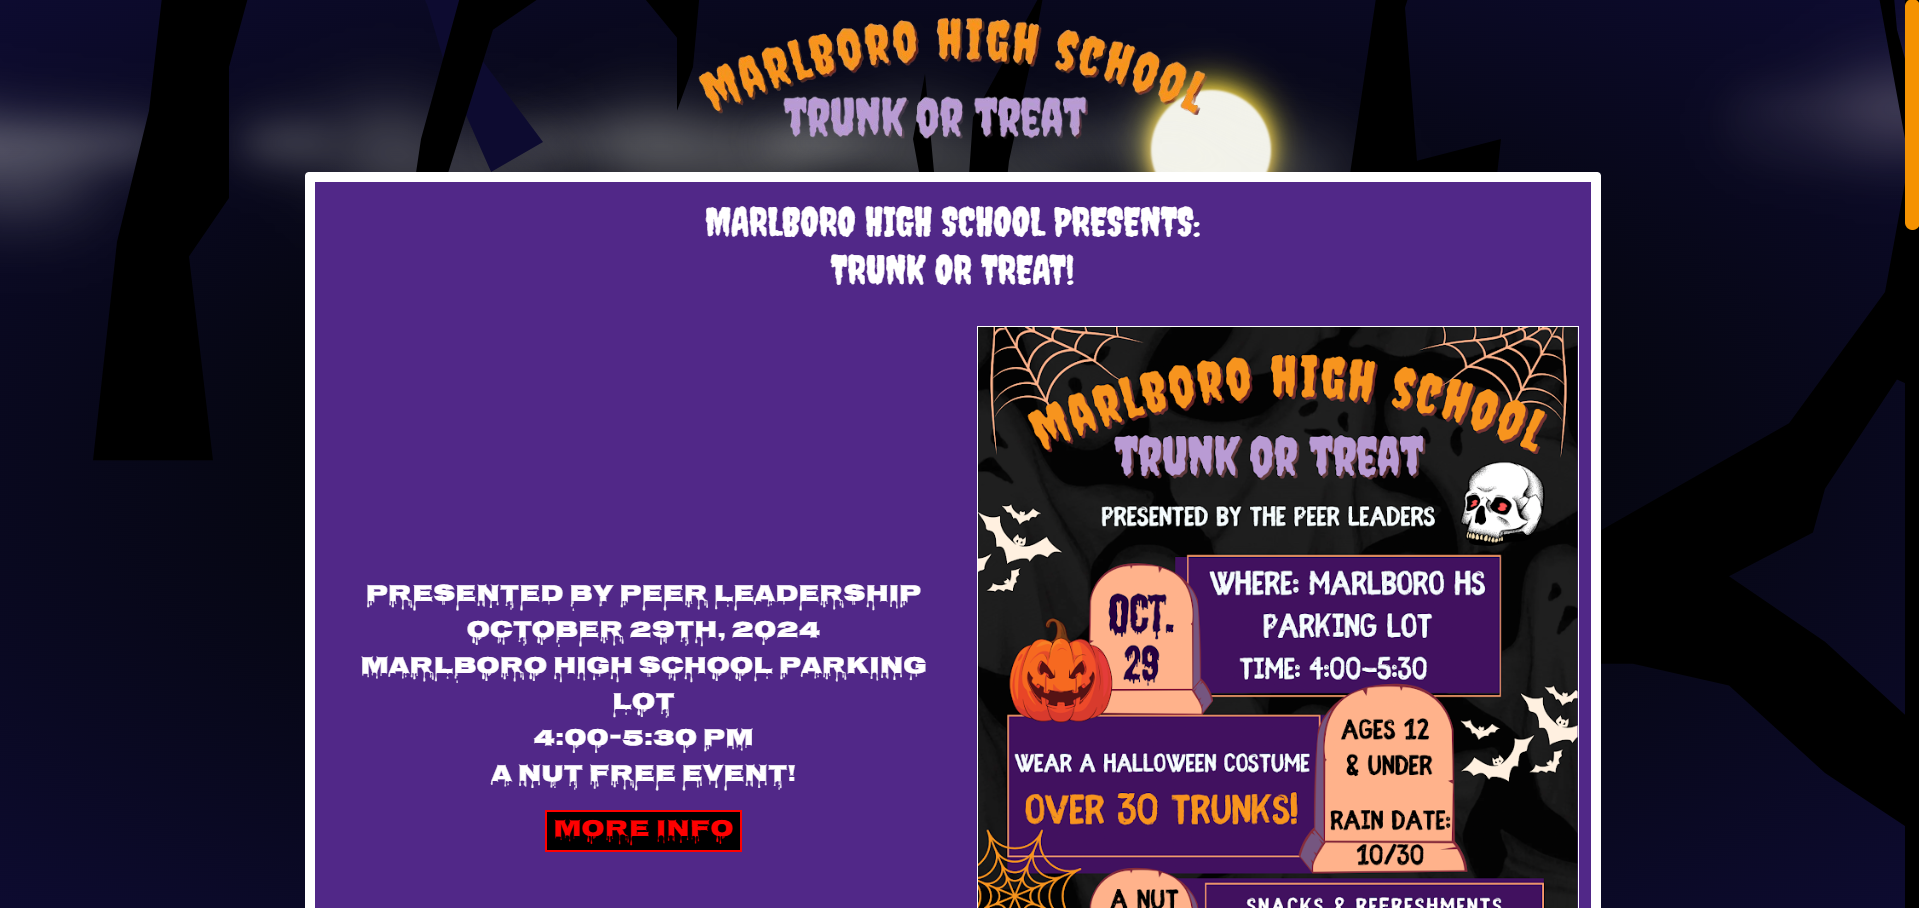 MARLBORO HIGH SCHOOL
TRUNK OR TREAT
MARLBORO HIGH SCHOOL PRESENTS:
TRUNK OR TREAT!
PRESENTED BY PEER LEADERSHIP
OCTOBER 29TH, 2024
MARLBORO HIGH SCHOOL PARKING
LOT
4:00-5:30 PM
A NUT FREE EVENT!
MORE INFO
MARLBORO HIGH SCHOOL
TRUNK OR TREAT
PRESENTED BY THE PEER LEADERS
OCT.
29
WHERE: MARLBORO HS
PARKING LOT
TIME: 4:00-5:30
WEAR A HALLOWEEN COSTUME
OVER 30 TRUNKS!
AGES 12
& UNDER
RAIN DATE:
10/30
A NUT
SNACKS & REFRESHMENTS